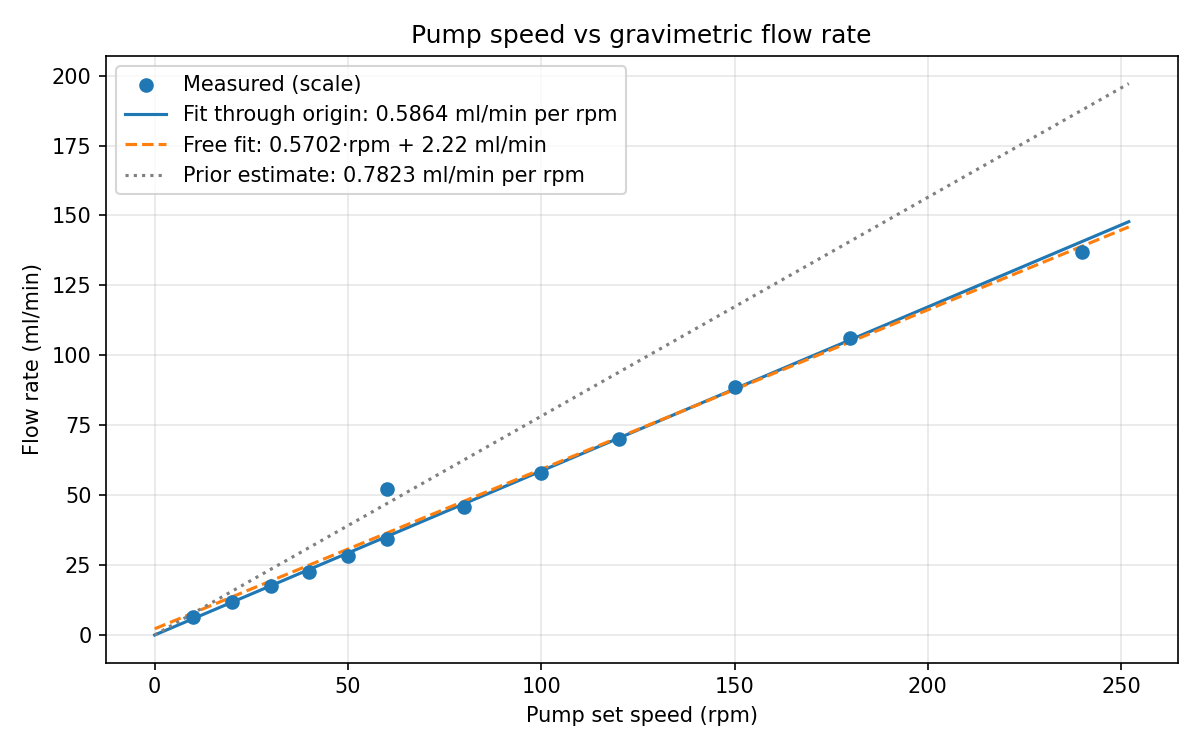 Pump speed vs gravimetric flow rate
Measured (scale)
Fit through origin: 0.5864 ml/min per rpm
Free fit: 0.5702·rpm + 2.22 ml/min
Prior estimate: 0.7823 ml/min per rpm
Flow rate (ml/min)
200
175
150
125
100
75
50
25
0
0 50 100 150 200 250
Pump set speed (rpm)